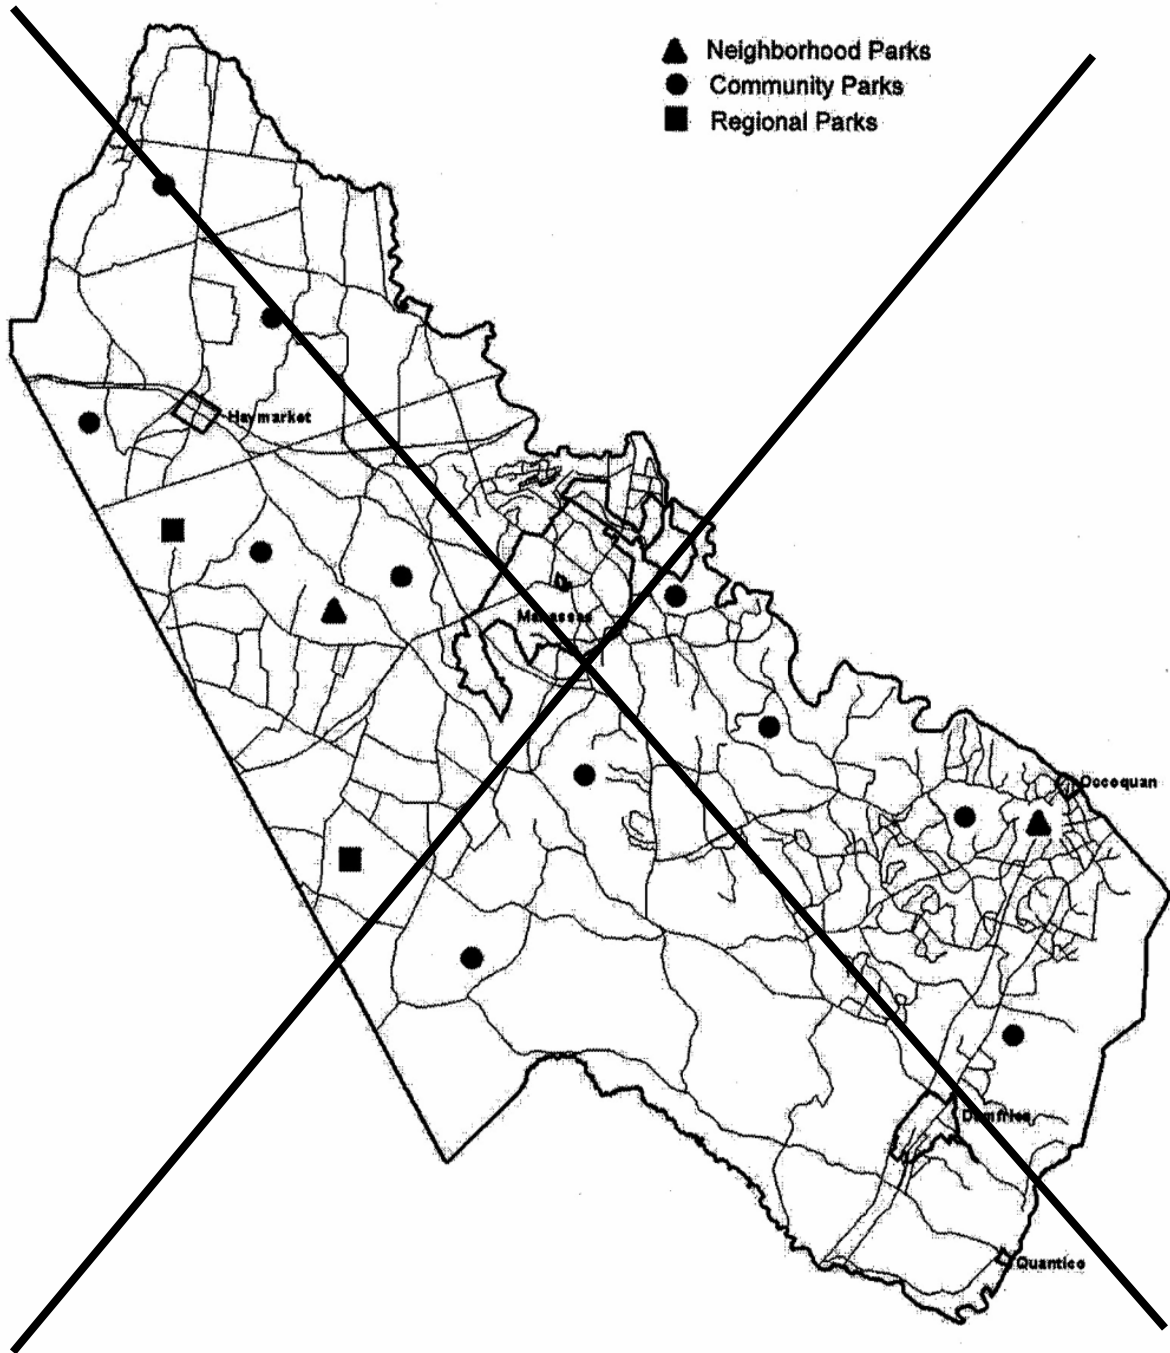 Neighborhood Parks
Community Parks
Regional Parks
Haymarket
Manassas
Occoquan
Dumfries
Quantico